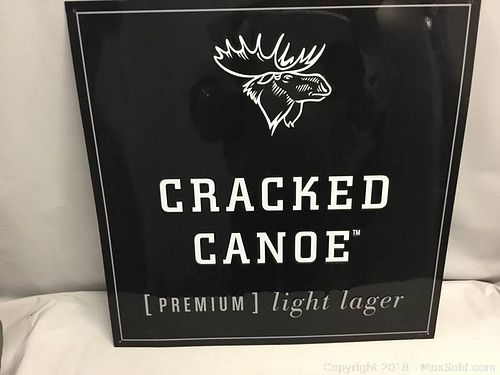 CRACKED
CANOE™
[PREMIUM] light lager
Copyright 2018 - MaxSold.com